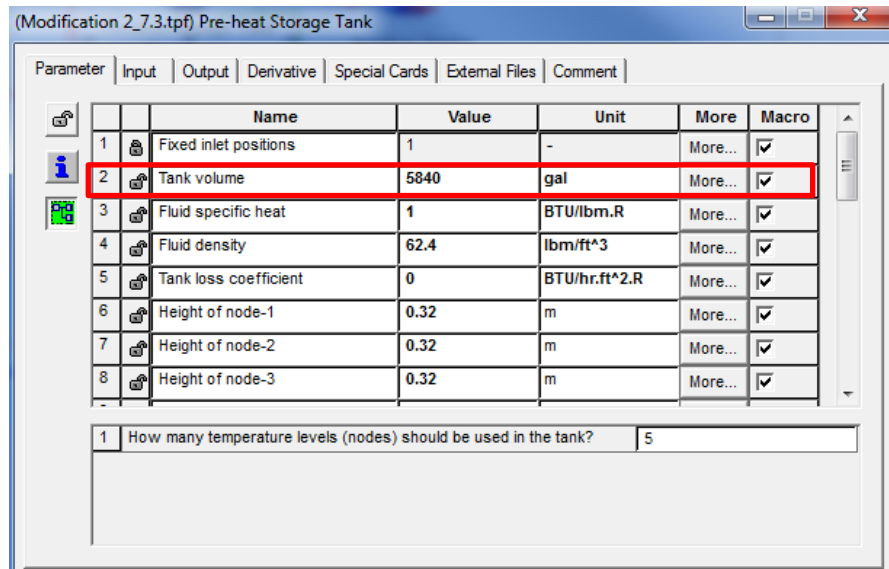 (Modification 2_7.3.tpf) Pre-heat Storage Tank
Parameter Input Output Derivative Special Cards External Files Comment
Name Value Unit More Macro
1 Fixed inlet positions 1 - More...
2 Tank volume 5840 gal More...
3 Fluid specific heat 1 BTU/lbm.R More...
4 Fluid density 62.4 lbm/ft^3 More...
5 Tank loss coefficient 0 BTU/hr.ft^2.R More...
6 Height of node-1 0.32 m More...
7 Height of node-2 0.32 m More...
8 Height of node-3 0.32 m More...
1 How many temperature levels (nodes) should be used in the tank? 5